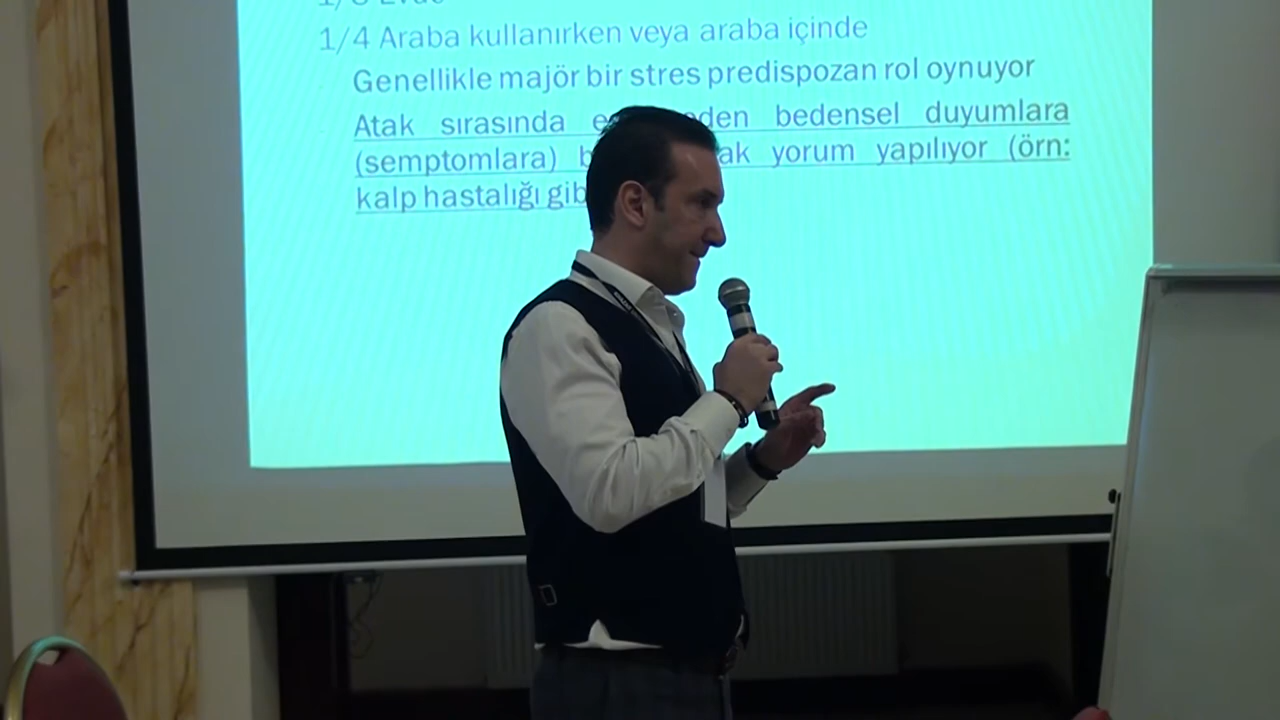 1/4 Araba kullanırken veya araba içinde
Genellikle majör bir stres predispozan rol oynuyor
Atak sırasında bedensel duyumlara
(semptomlara) yorum yapılıyor (örn:
kalp hastalığı